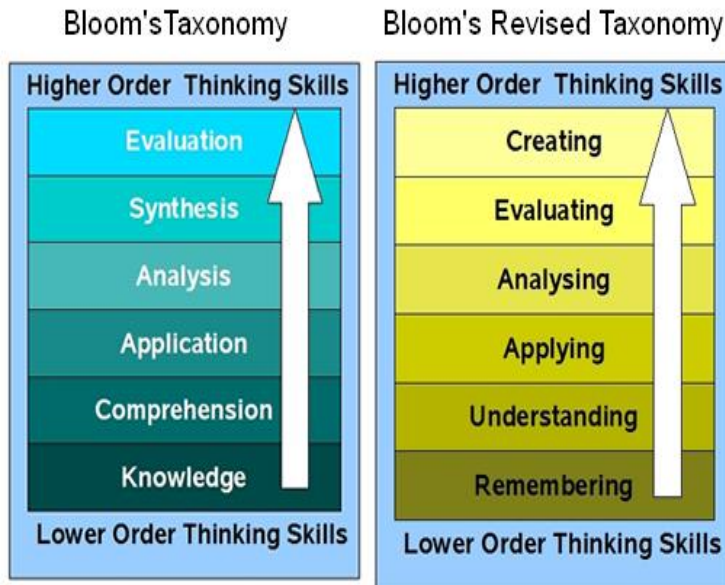 Bloom'sTaxonomy
Higher Order Thinking Skills
Evaluation
Synthesis
Analysis
Application
Comprehension
Knowledge
Lower Order Thinking Skills
Bloom's Revised Taxonomy
Higher Order Thinking Skills
Creating
Evaluating
Analysing
Applying
Understanding
Remembering
Lower Order Thinking Skills